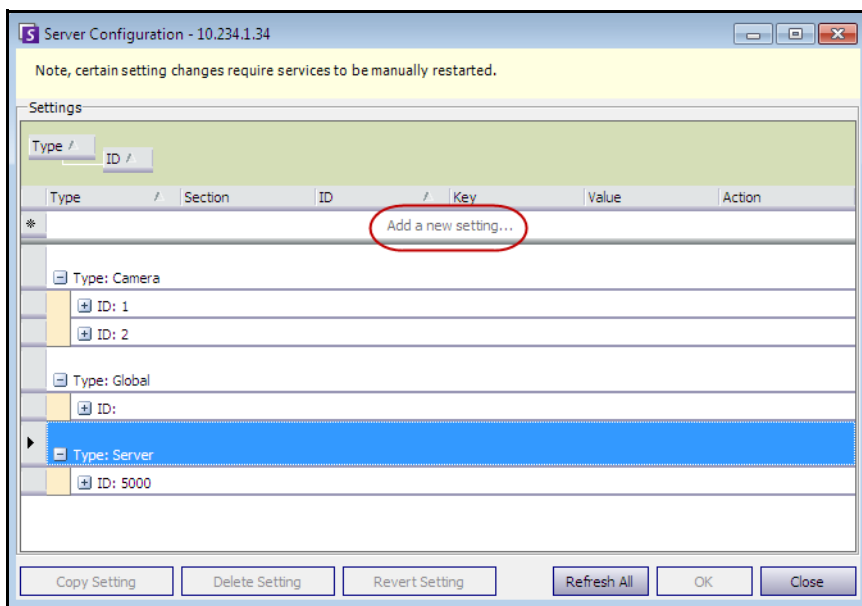 Server Configuration - 10.234.1.34
Note, certain setting changes require services to be manually restarted.
Settings
Type
ID
Type Section ID Key Value Action
Add a new setting...
Type: Camera
ID: 1
ID: 2
Type: Global
ID:
Type: Server
ID: 5000
Copy Setting Delete Setting Revert Setting Refresh All OK Close